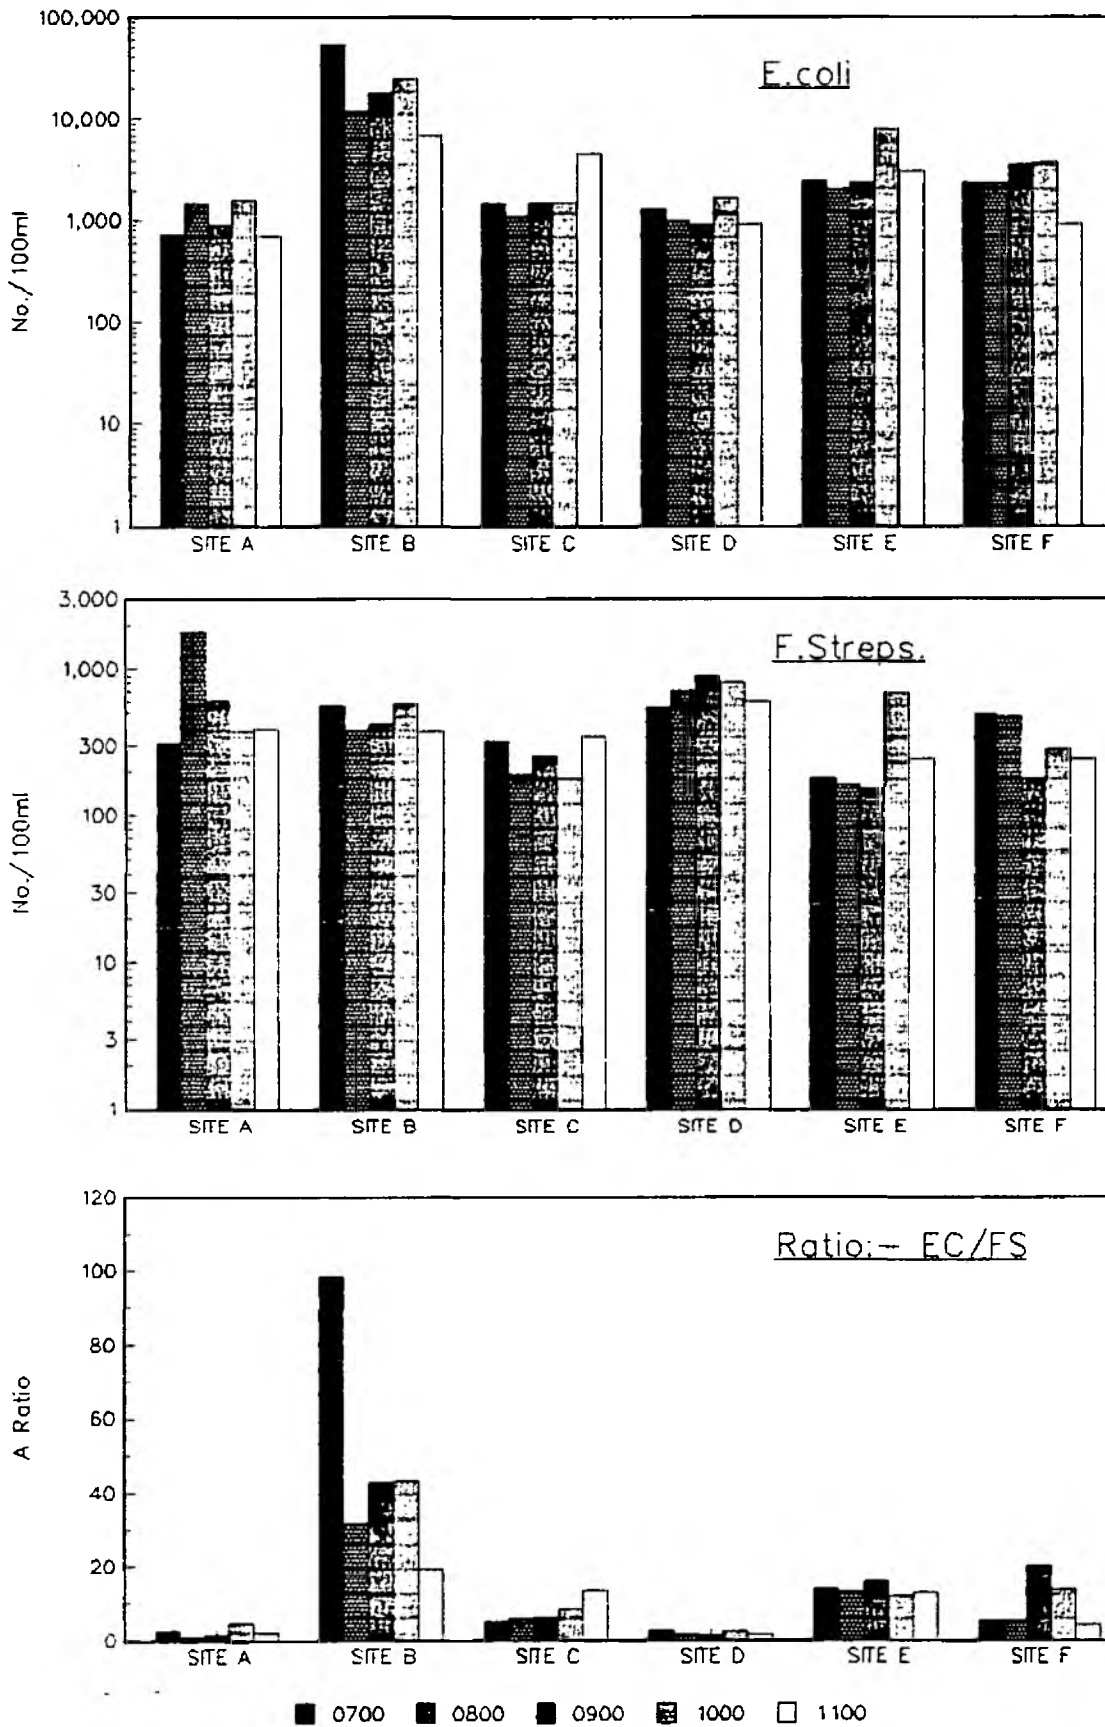 100,000
10,000
1,000
100
10
1
No./100ml
E.coli
SITE A SITE B SITE C SITE D SITE E SITE F
3,000
1,000
300
100
30
10
3
1
No./100ml
F.Streps.
SITE A SITE B SITE C SITE D SITE E SITE F
120
100
80
60
40
20
0
A Ratio
Ratio:- EC/FS
SITE A SITE B SITE C SITE D SITE E SITE F
0700 0800 0900 1000 1100